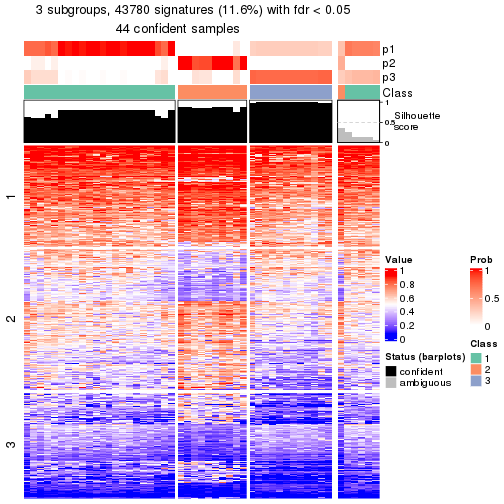 3 subgroups, 43780 signatures (11.6%) with fdr < 0.05
44 confident samples
p1
p2
p3
Class
1
0.5
0
Silhouette
score
1
2
3
Value
1
0.8
0.6
0.4
0.2
0
Prob
1
0.5
0
Status (barplots)
confident
ambiguous
Class
1
2
3